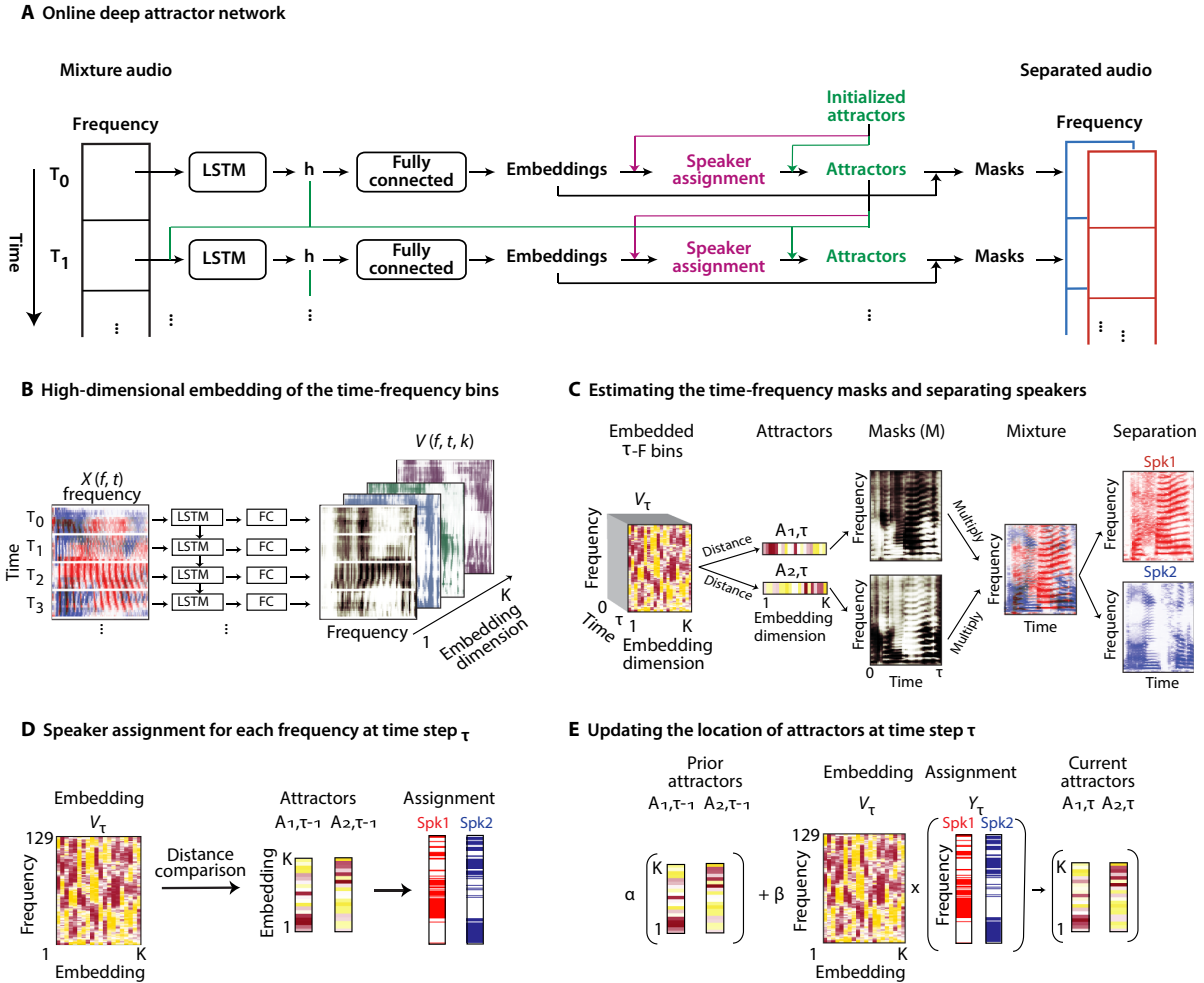 A Online deep attractor network
Mixture audio
Separated audio
Initialized
attractors
Frequency
Frequency
Time
T0
LSTM
h
Fully
connected
Embeddings
Speaker
assignment
Attractors
Masks
T1
LSTM
h
Fully
connected
Embeddings
Speaker
assignment
Attractors
Masks
...
...
...
...
...
...
B High-dimensional embedding of the time-frequency bins
X (f, t)
frequency
V (f, t, k)
Time
T0
LSTM
FC
T1
LSTM
FC
T2
LSTM
FC
T3
LSTM
FC
...
...
Frequency
1
K
Embedding
dimension
C Estimating the time-frequency masks and separating speakers
Embedded
τ-F bins
Attractors
Masks (M)
Mixture
Separation
Spk1
Vτ
Frequency
0
τ
Time
1
K
Embedding
dimension
Distance
Distance
A1,τ
A2,τ
1
K
Embedding
dimension
Frequency
Frequency
0
τ
Time
Multiply
Multiply
Frequency
Time
Frequency
Spk2
Frequency
Time
D Speaker assignment for each frequency at time step τ
Embedding
Vτ
129
Frequency
1
K
Embedding
Distance
comparison
Attractors
A1,τ-1 A2,τ-1
Embedding
K
1
Assignment
Spk1 Spk2
E Updating the location of attractors at time step τ
Prior
attractors
A1,τ-1 A2,τ-1
α
K
1
+ β
Embedding
Vτ
129
Frequency
1
K
Embedding
x
Assignment
Yτ
Spk1 Spk2
Frequency
Current
attractors
A1,τ A2,τ
K
1